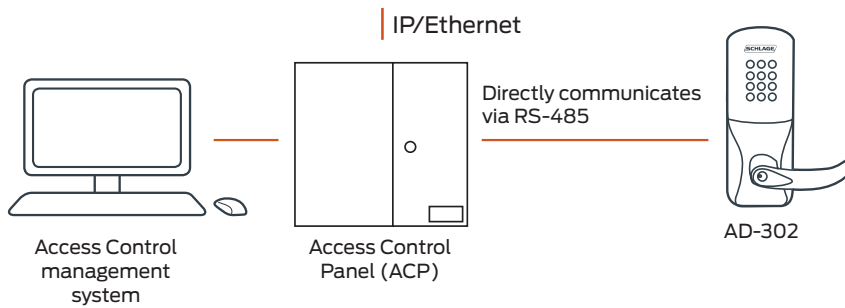 IP/Ethernet
SCHLAGE
Directly communicates
via RS-485
Access Control
management
system
Access Control
Panel (ACP)
AD-302